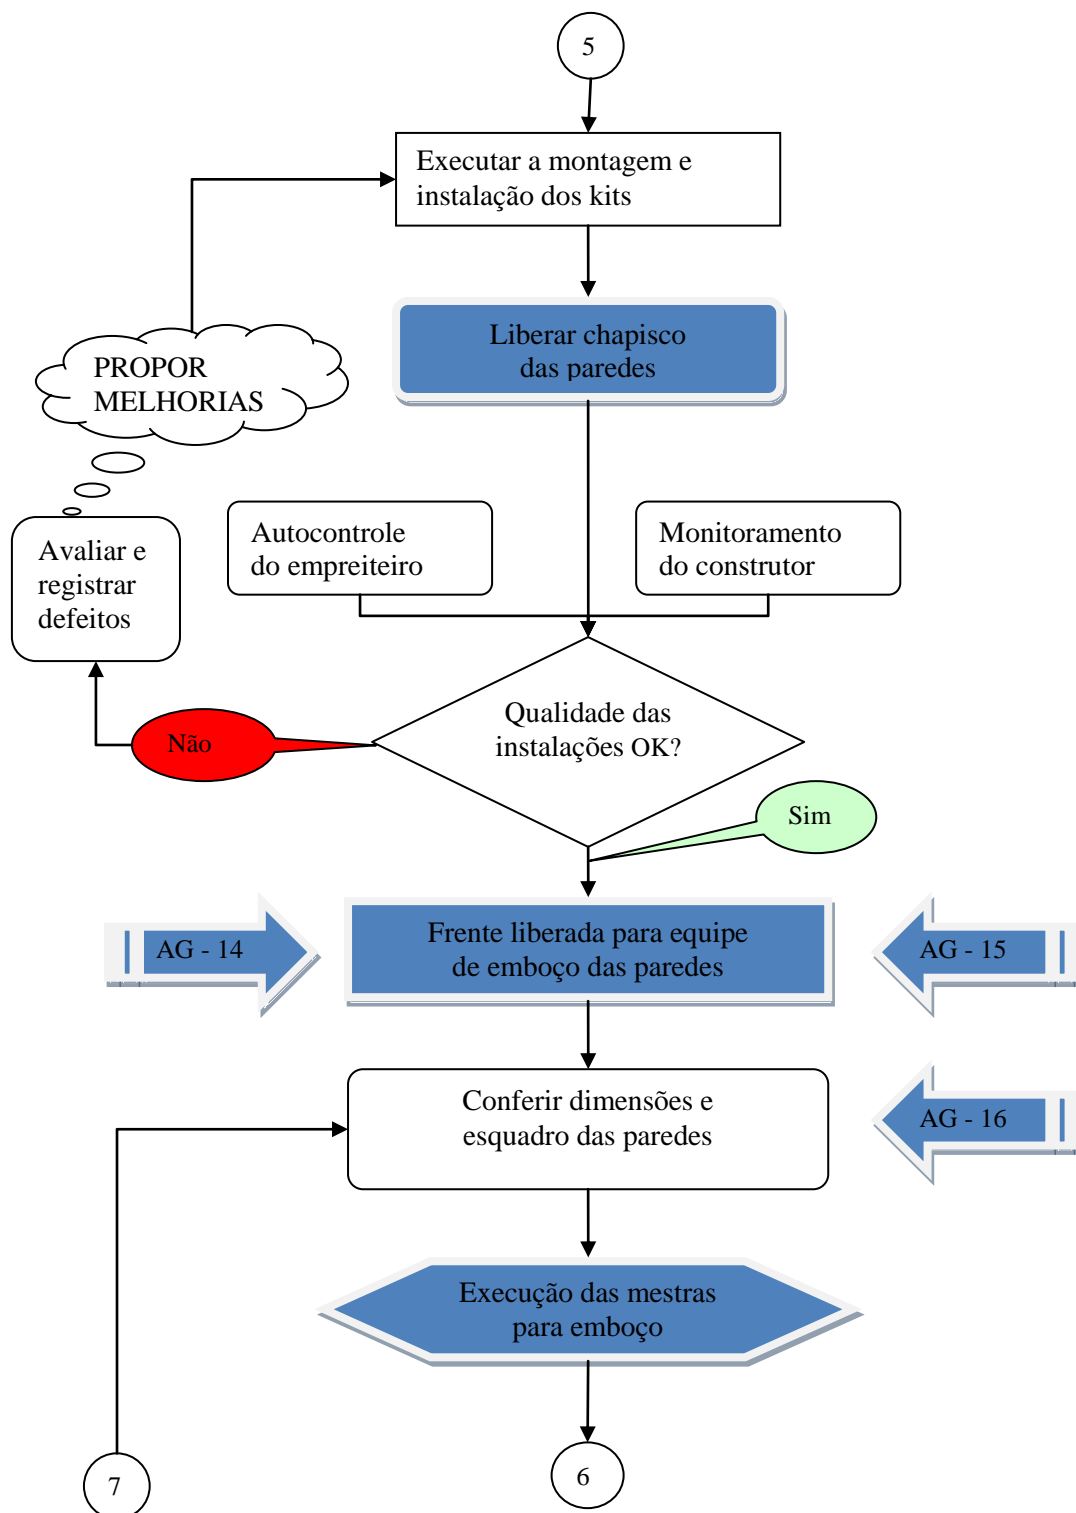 5
Executar a montagem e
instalação dos kits
Liberar chapisco
das paredes
PROPOR
MELHORIAS
Autocontrole
do empreiteiro
Monitoramento
do construtor
Avaliar e
registrar
defeitos
Qualidade das
instalações OK?
Não
Sim
AG - 14
Frente liberada para equipe
de emboço das paredes
AG - 15
Conferir dimensões e
esquadro das paredes
AG - 16
Execução das mestras
para emboço
7
6